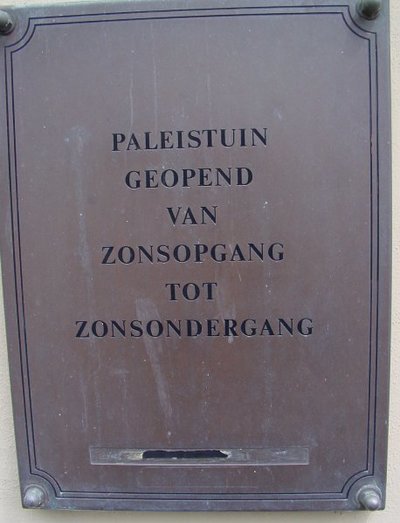 PALEISTUIN
GEOPEND
VAN
ZONSOPGANG
TOT
ZONSONDERGANG